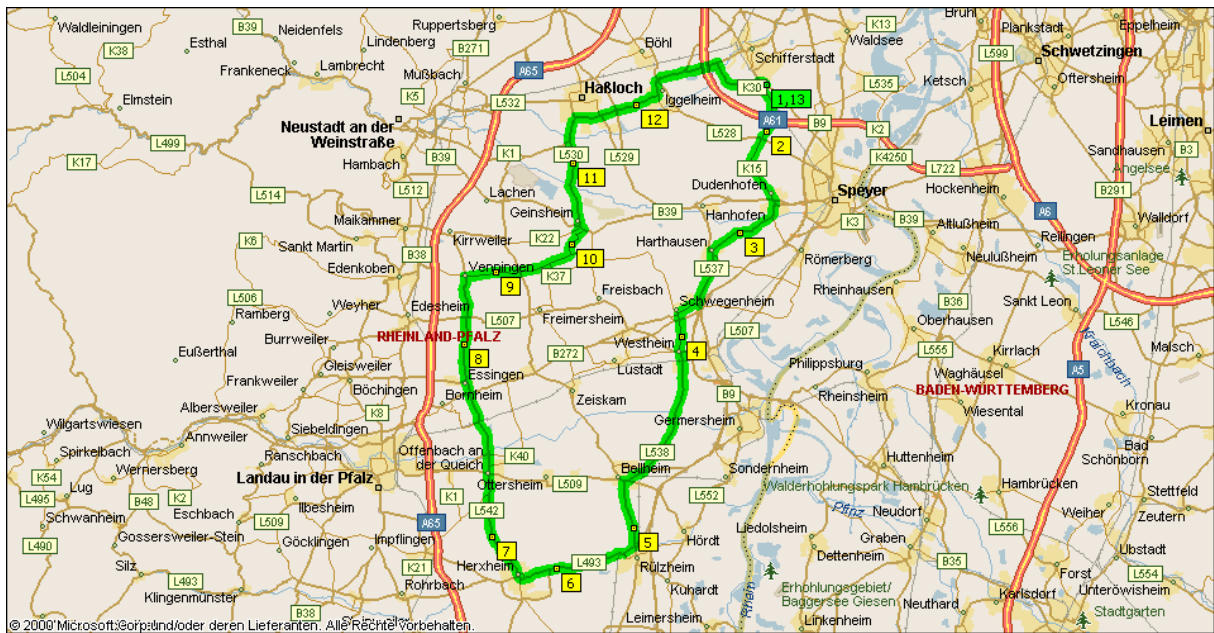 Waldleiningen
B39
Neidenfels
Ruppertsberg
K13
Brühl
Plankstadt
Eppelheim
K38
Esthal
Lindenberg
B271
Böhl
Waldsee
L599
Schwetzingen
L504
Frankeneck
Lambrecht
Mußbach
A65
Schifferstadt
Ketsch
L535
Oftersheim
Elmstein
K5
L532
Haßloch
K30
Iggelheim
1,13
Neustadt an der
Weinstraße
12
A61
B9
K2
Leimen
L499
L528
2
Sandhausen
B3
K17
Hambach
B39
K1
L530
L529
K15
K4250
L722
Angelsee
L514
L512
Lachen
11
Dudenhofen
Speyer
Hockenheim
B291
Maikammer
Geinsheim
B39
Hanhofen
K3
B39
Altlußheim
A6
Walldorf
K6
Sankt Martin
B38
Kirrweiler
K22
Harthausen
3
Römerberg
Reilingen
Edenkoben
Venningen
10
L537
Neulußheim
Erholungsanlage
St.Leoner See
L506
Weyher
Edesheim
9
K37
Freisbach
Rheinhausen
Ramberg
Schwegenheim
B36
Sankt Leon
L546
RHEINLAND-PFALZ
L507
Freimersheim
L507
Oberhausen
Kraichbach
Eußerthal
Burrweiler
8
B272
Westheim
4
L555
Kirrlach
Malsch
Gleisweiler
Lustadt
Philippsburg
Waghäusel
A5
Frankweiler
Böchingen
Essingen
Bornheim
Zeiskam
B9
Rheinsheim
BADEN-WÜRTTEMBERG
Albersweiler
K8
Germersheim
Wiesental
Kronau
Wilgartswiesen
Siebeldingen
Annweiler
Offenbach an
der Queich
L538
Bad
Schönborn
Spirkelbach
Ranschbach
K40
Bellheim
Sondernheim
Huttenheim
K54
Wernersberg
Landau in der Pfalz
Ottersheim
L509
Walderhohlungspark Hambrücken
Hambrücken
L495
Lug
B48
K2
K1
L552
Stettfeld
Schwanheim
Eschbach
Ilbesheim
L542
Pfinz
Neudorf
Weiher
Zeutern
L509
A65
5
Liedolsheim
L556
L490
Gossersweiler-Stein
Göcklingen
Impflingen
7
Hördt
Graben
Ubstadt
Silz
K21
Herxheim
L493
Rülzheim
Dettenheim
B35
Forst
L554
L493
Klingenmünster
Rohrbach
6
Kuhardt
Rhein
Erhohlungsgebiet/
Baggersee Giesen
Neuthard
Karlsdorf
Unteröwisheim
B38
Leimersheim
Linkenheim
Stadtgarten
© 2000 Microsoft Corp. und/oder deren Lieferanten. Alle Rechte vorbehalten.